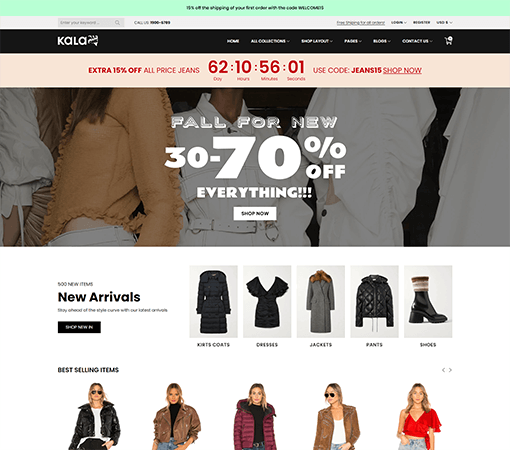 15% off the shipping of your first order with the code WELLCOME15
Enter your keyword ...
CALL US: 1500-5785
Free Shipping for all orders!
LOGIN
REGISTER
USD $
KALA
HOME
ALL COLLECTIONS
SHOP LAYOUT
PAGES
BLOGS
CONTACT US
EXTRA 15% OFF ALL PRICE JEANS
62 : 10 : 56 : 01
Day Hours Minutes Seconds
USE CODE: JEANS15 SHOP NOW
FALL FOR NEW
30-70% OFF
EVERYTHING!!!
SHOP NOW
500 NEW ITEMS
New Arrivals
Stay ahead of the style curve with our latest arrivals
SHOP NEW IN
KIRTS COATS
DRESSES
JACKETS
PANTS
SHOES
BEST SELLING ITEMS